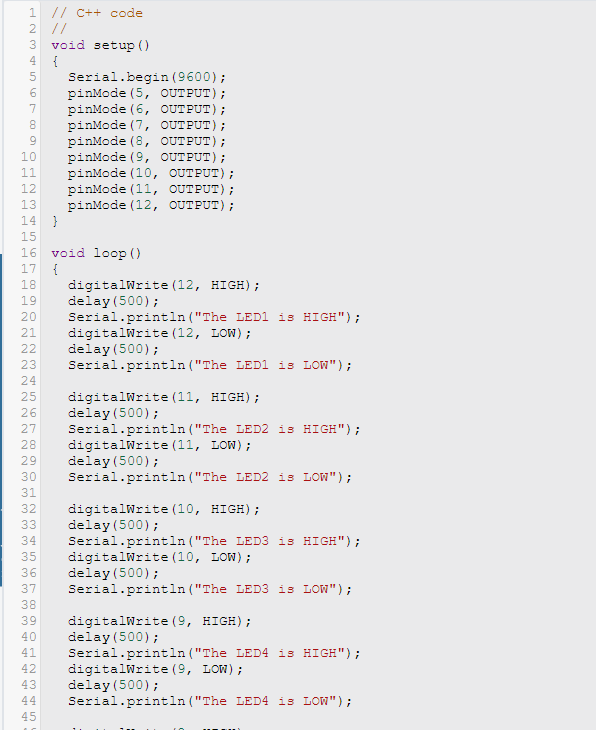 1 // C++ code
2 //
3 void setup()
4 {
5   Serial.begin(9600);
6   pinMode(5, OUTPUT);
7   pinMode(6, OUTPUT);
8   pinMode(7, OUTPUT);
9   pinMode(8, OUTPUT);
10   pinMode(9, OUTPUT);
11   pinMode(10, OUTPUT);
12   pinMode(11, OUTPUT);
13   pinMode(12, OUTPUT);
14 }
15
16 void loop()
17 {
18   digitalWrite(12, HIGH);
19   delay(500);
20   Serial.println("The LED1 is HIGH");
21   digitalWrite(12, LOW);
22   delay(500);
23   Serial.println("The LED1 is LOW");
24
25   digitalWrite(11, HIGH);
26   delay(500);
27   Serial.println("The LED2 is HIGH");
28   digitalWrite(11, LOW);
29   delay(500);
30   Serial.println("The LED2 is LOW");
31
32   digitalWrite(10, HIGH);
33   delay(500);
34   Serial.println("The LED3 is HIGH");
35   digitalWrite(10, LOW);
36   delay(500);
37   Serial.println("The LED3 is LOW");
38
39   digitalWrite(9, HIGH);
40   delay(500);
41   Serial.println("The LED4 is HIGH");
42   digitalWrite(9, LOW);
43   delay(500);
44   Serial.println("The LED4 is LOW");
45